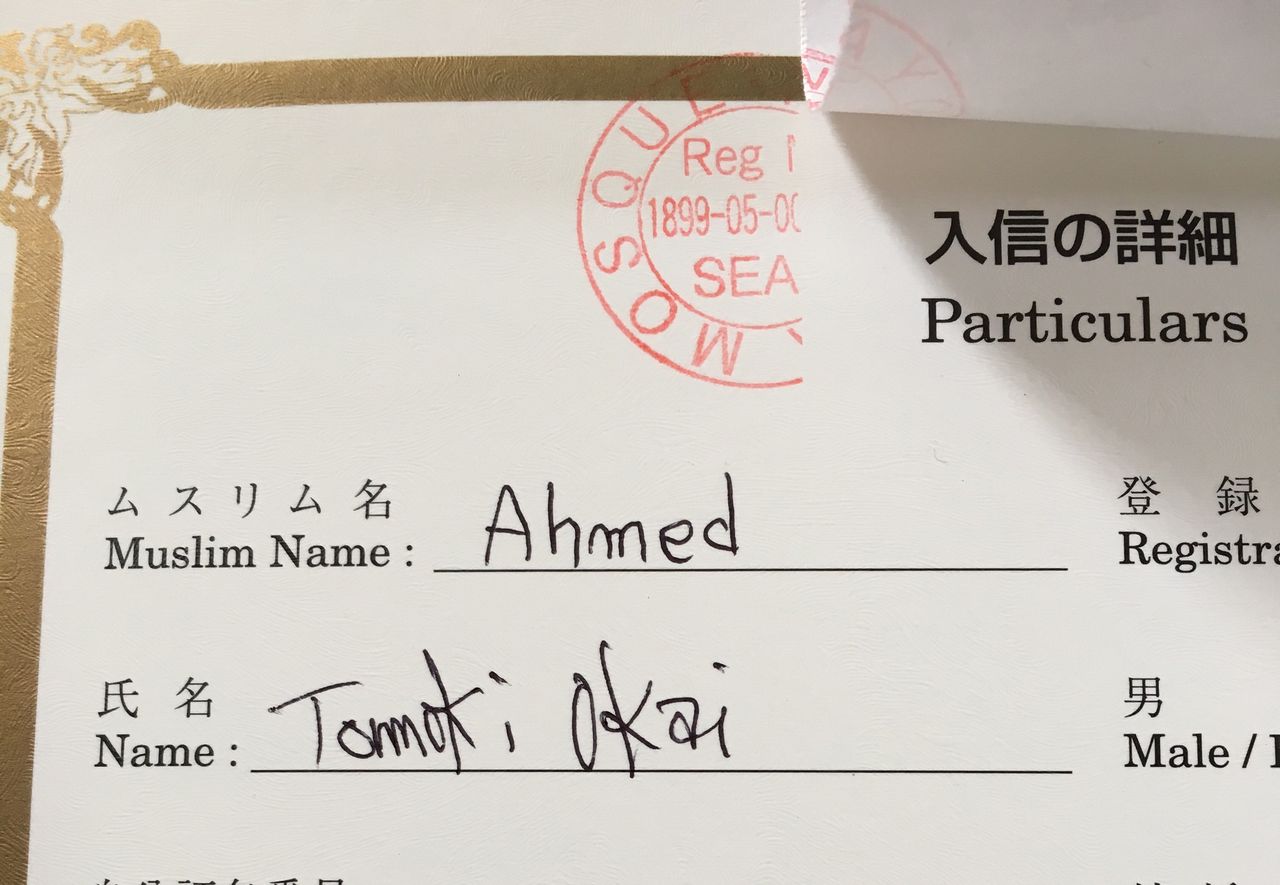 MOSQUE
Reg
1899-05-0
SEA
入信の詳細
Particulars
ムスリム名
Muslim Name : Ahmed
登録
氏名
Name : Tomoki Okai
男
Male /